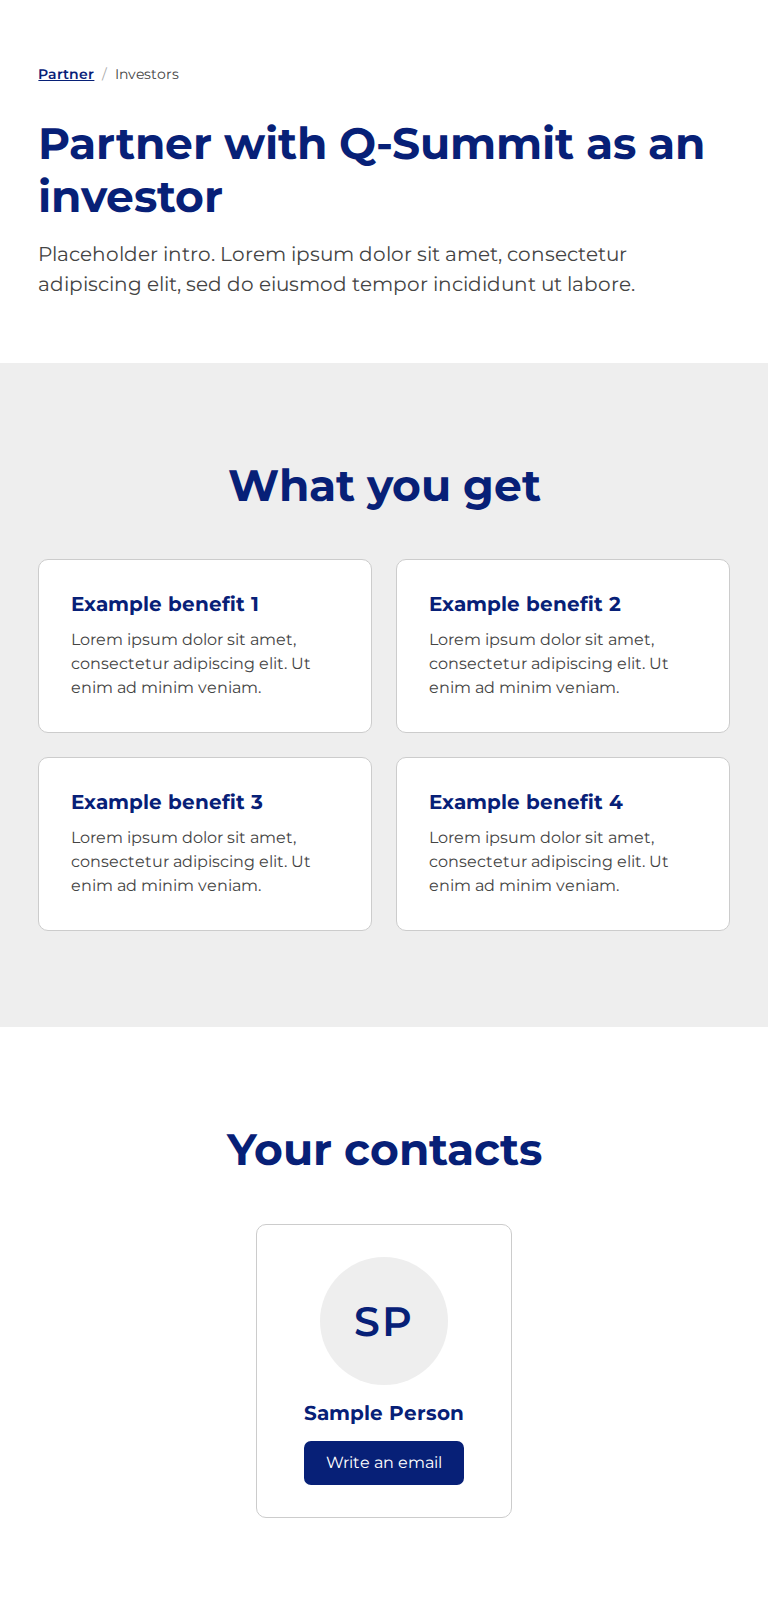 Partner / Investors
Partner with Q-Summit as an
investor
Placeholder intro. Lorem ipsum dolor sit amet, consectetur
adipiscing elit, sed do eiusmod tempor incididunt ut labore.
What you get
Example benefit 1
Lorem ipsum dolor sit amet,
consectetur adipiscing elit. Ut
enim ad minim veniam.
Example benefit 2
Lorem ipsum dolor sit amet,
consectetur adipiscing elit. Ut
enim ad minim veniam.
Example benefit 3
Lorem ipsum dolor sit amet,
consectetur adipiscing elit. Ut
enim ad minim veniam.
Example benefit 4
Lorem ipsum dolor sit amet,
consectetur adipiscing elit. Ut
enim ad minim veniam.
Your contacts
SP
Sample Person
Write an email